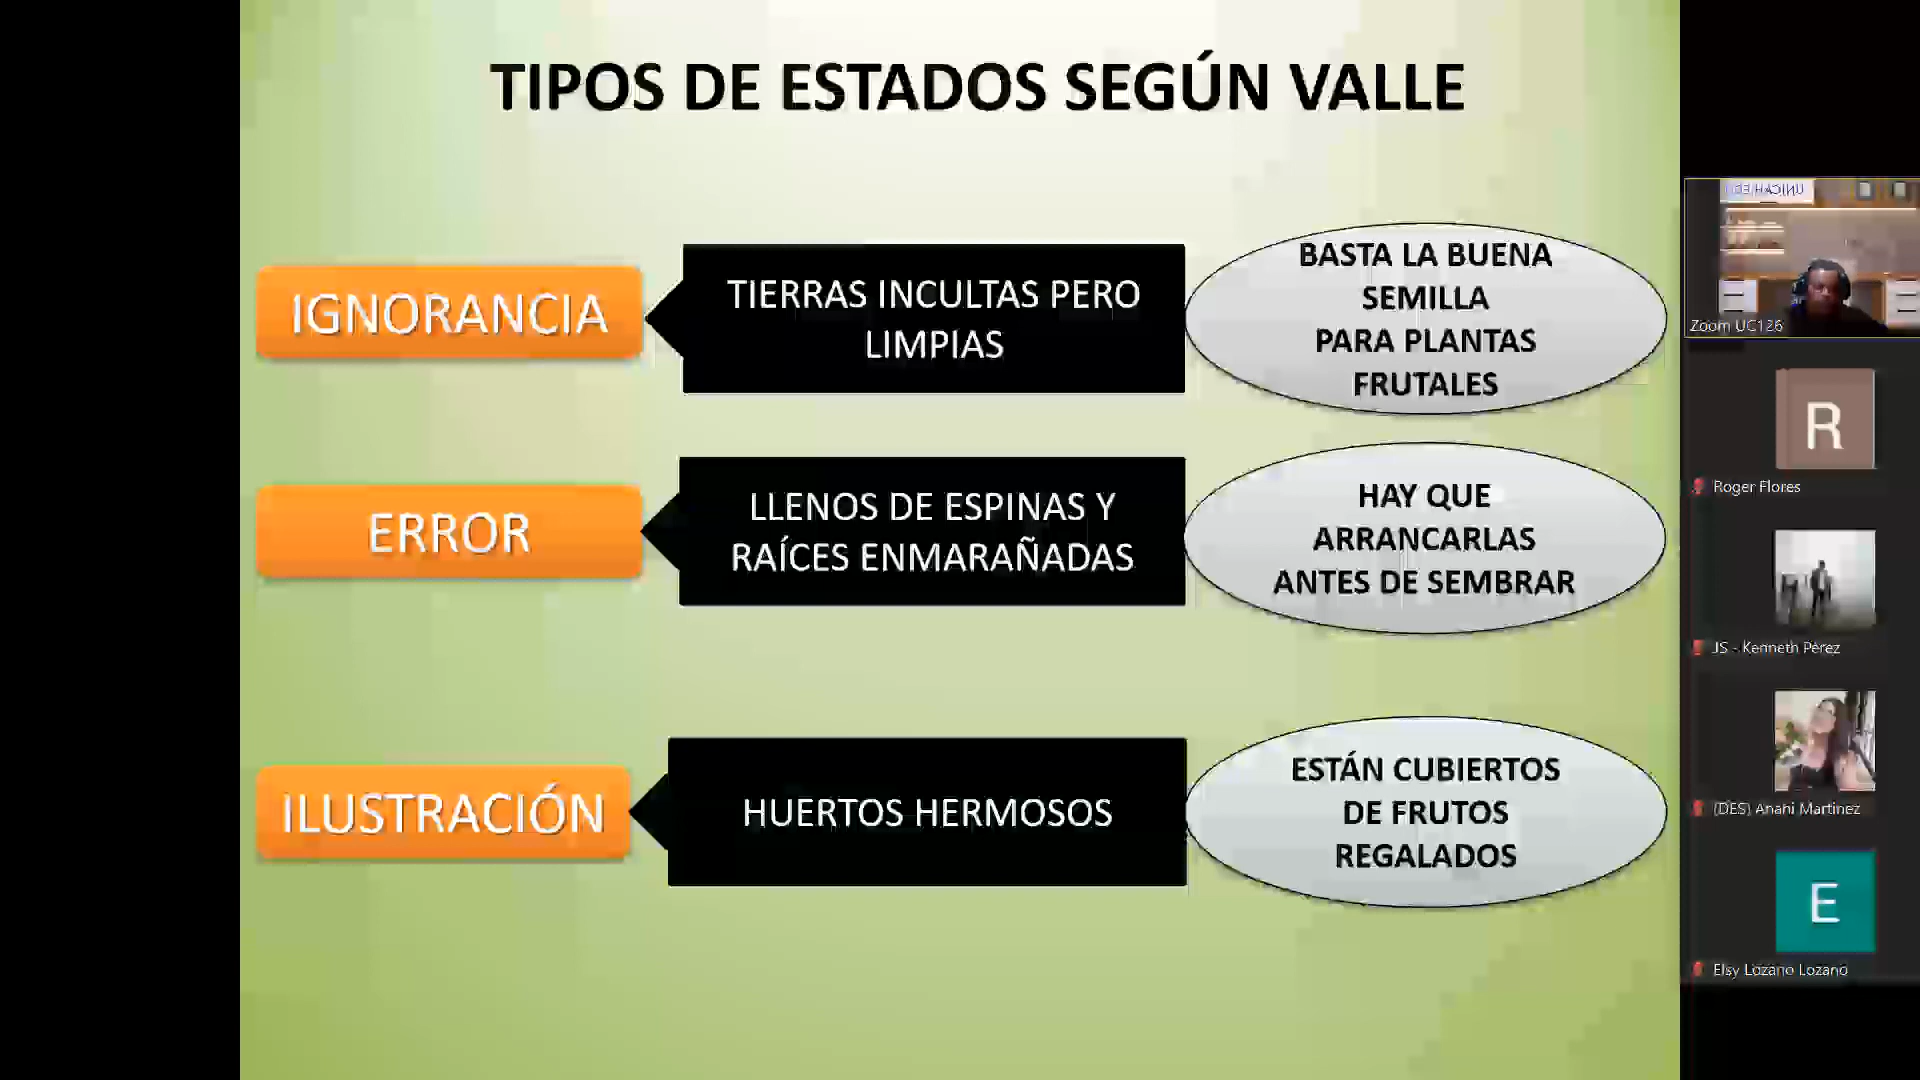 TIPOS DE ESTADOS SEGÚN VALLE
IGNORANCIA
TIERRAS INCULTAS PERO
LIMPIAS
BASTA LA BUENA
SEMILLA
PARA PLANTAS
FRUTALES
ERROR
LLENOS DE ESPINAS Y
RAÍCES ENMARAÑADAS
HAY QUE
ARRANCARLAS
ANTES DE SEMBRAR
ILUSTRACIÓN
HUERTOS HERMOSOS
ESTÁN CUBIERTOS
DE FRUTOS
REGALADOS
Zoom UC126
R
Roger Flores
JS - Kenneth Pérez
(DES) Anahi Martinez
E
Elsy Lozano Lozano